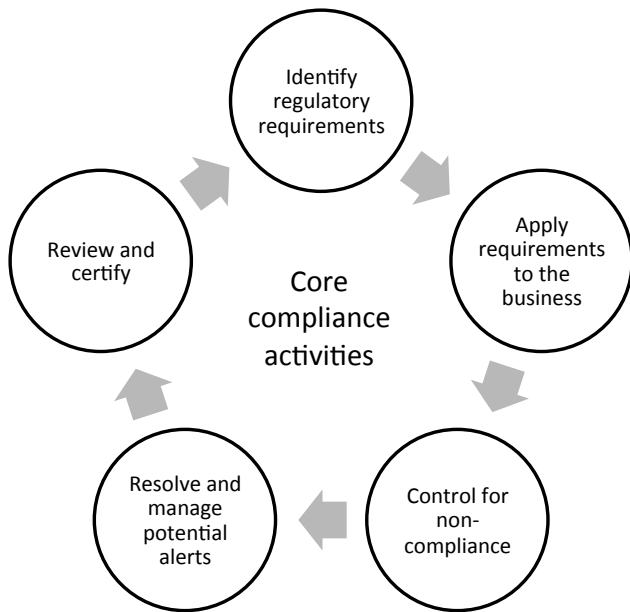 Identify
regulatory
requirements
Apply
requirements
to the
business
Control for
non-
compliance
Resolve and
manage
potential
alerts
Review and
certify
Core
compliance
activities